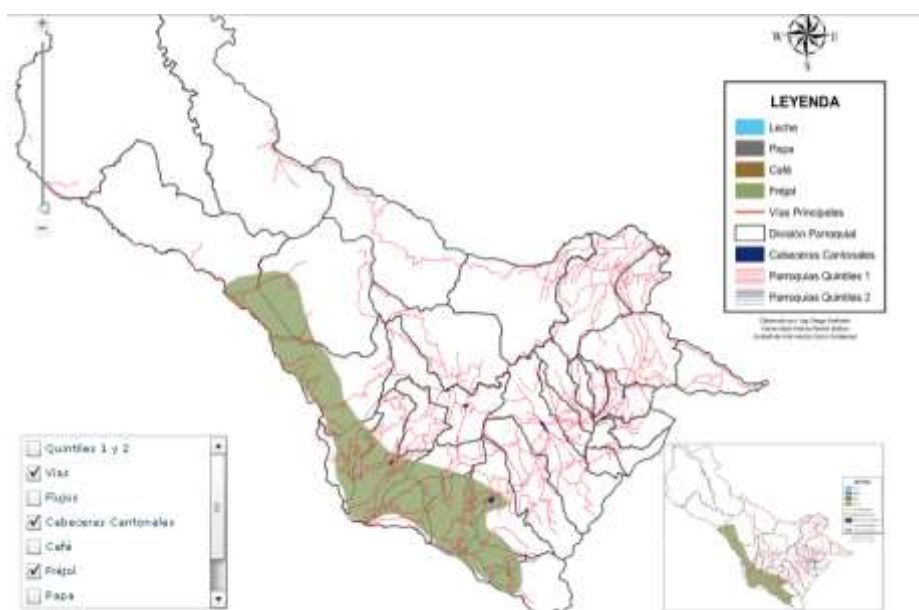 W E
S
LEYENDA
Leche
Papa
Café
Fréjol
Vías Principales
División Parroquial
Cabeceras Cantonales
Parroquias Quintiles 1
Parroquias Quintiles 2
Quintiles 1 y 2
Vías
Flujos
Cabeceras Cantonales
Café
Fréjol
Papa